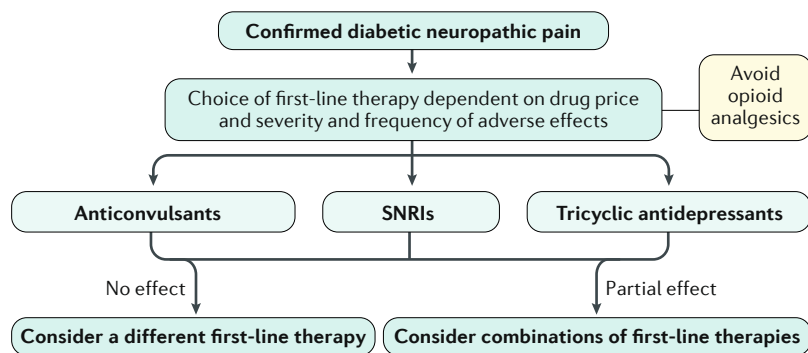 Confirmed diabetic neuropathic pain
Choice of first-line therapy dependent on drug price
and severity and frequency of adverse effects
Avoid
opioid
analgesics
Anticonvulsants
SNRIs
Tricyclic antidepressants
No effect
Partial effect
Consider a different first-line therapy
Consider combinations of first-line therapies